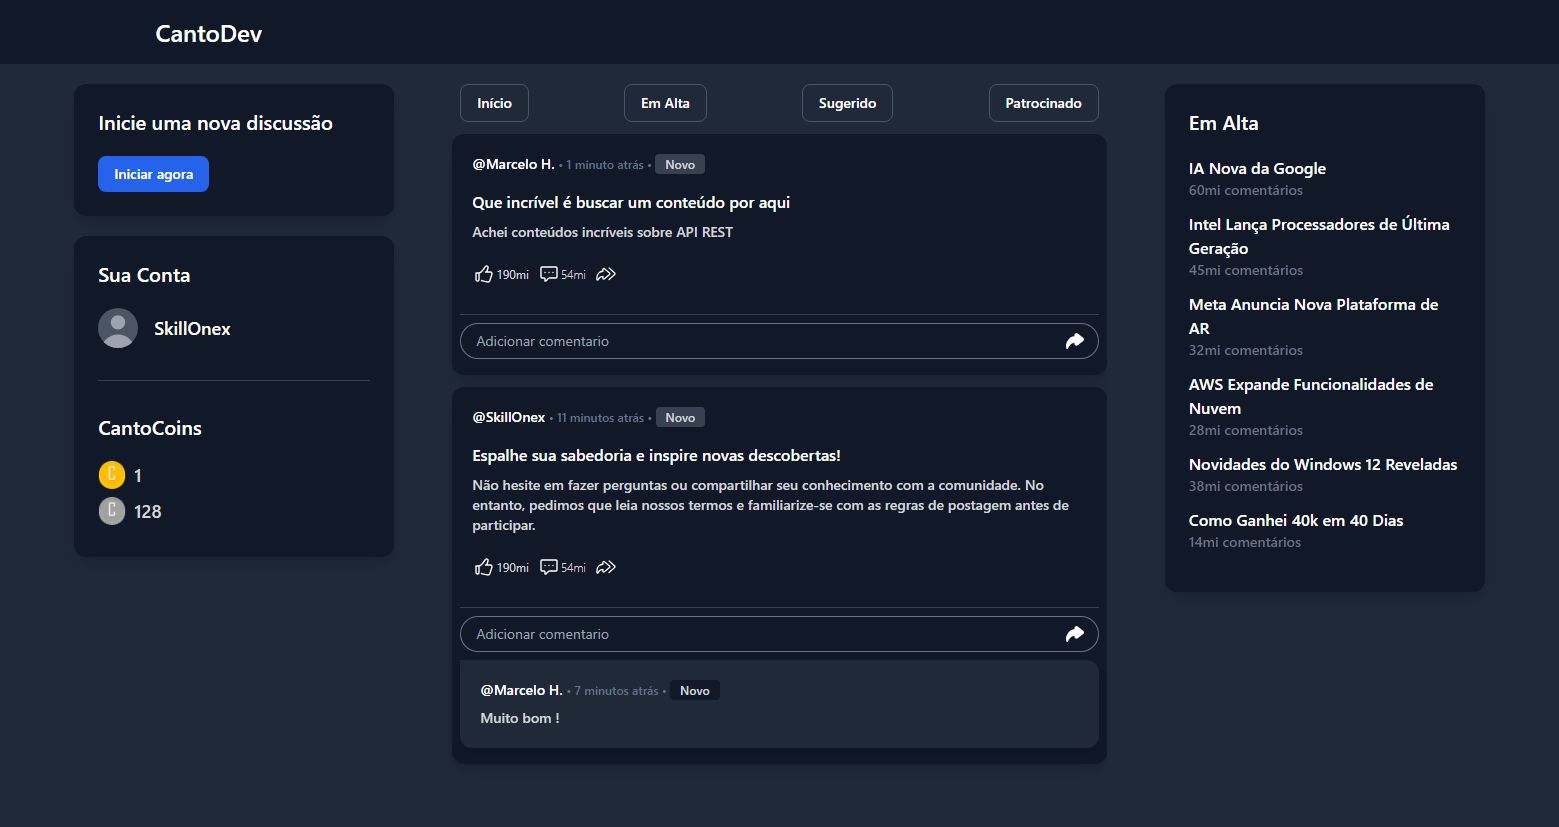 CantoDev
Inicie uma nova discussão
Iniciar agora
Sua Conta
SkillOnex
CantoCoins
C 1
C 128
Início Em Alta Sugerido Patrocinado
@Marcelo H. • 1 minuto atrás • Novo
Que incrível é buscar um conteúdo por aqui
Achei conteúdos incríveis sobre API REST
190mi 54mi
Adicionar comentario
@SkillOnex • 11 minutos atrás • Novo
Espalhe sua sabedoria e inspire novas descobertas!
Não hesite em fazer perguntas ou compartilhar seu conhecimento com a comunidade. No
entanto, pedimos que leia nossos termos e familiarize-se com as regras de postagem antes de
participar.
190mi 54mi
Adicionar comentario
@Marcelo H. • 7 minutos atrás • Novo
Muito bom !
Em Alta
IA Nova da Google
60mi comentários
Intel Lança Processadores de Última
Geração
45mi comentários
Meta Anuncia Nova Plataforma de
AR
32mi comentários
AWS Expande Funcionalidades de
Nuvem
28mi comentários
Novidades do Windows 12 Reveladas
38mi comentários
Como Ganhei 40k em 40 Dias
14mi comentários